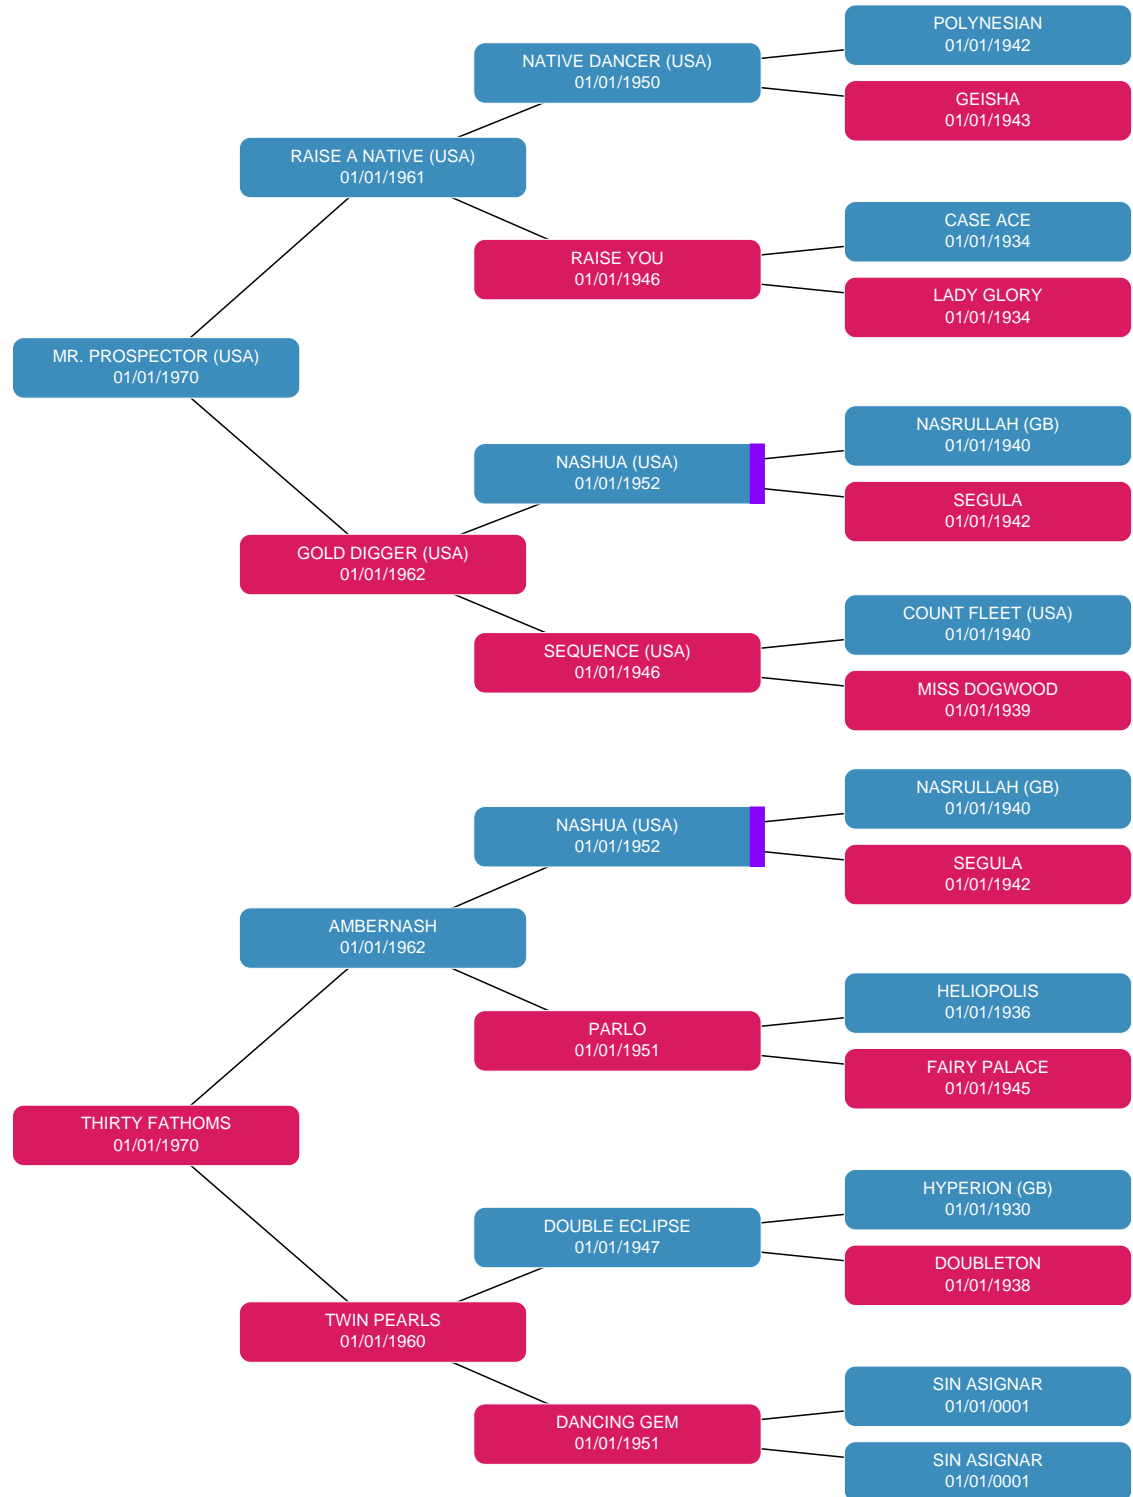 POLYNESIAN
01/01/1942
NATIVE DANCER (USA)
01/01/1950
GEISHA
01/01/1943
RAISE A NATIVE (USA)
01/01/1961
CASE ACE
01/01/1934
RAISE YOU
01/01/1946
LADY GLORY
01/01/1934
MR. PROSPECTOR (USA)
01/01/1970
NASRULLAH (GB)
01/01/1940
NASHUA (USA)
01/01/1952
SEGULA
01/01/1942
GOLD DIGGER (USA)
01/01/1962
COUNT FLEET (USA)
01/01/1940
SEQUENCE (USA)
01/01/1946
MISS DOGWOOD
01/01/1939
NASRULLAH (GB)
01/01/1940
NASHUA (USA)
01/01/1952
SEGULA
01/01/1942
AMBERNASH
01/01/1962
HELIOPOLIS
01/01/1936
PARLO
01/01/1951
FAIRY PALACE
01/01/1945
THIRTY FATHOMS
01/01/1970
HYPERION (GB)
01/01/1930
DOUBLE ECLIPSE
01/01/1947
DOUBLETON
01/01/1938
TWIN PEARLS
01/01/1960
SIN ASIGNAR
01/01/0001
DANCING GEM
01/01/1951
SIN ASIGNAR
01/01/0001